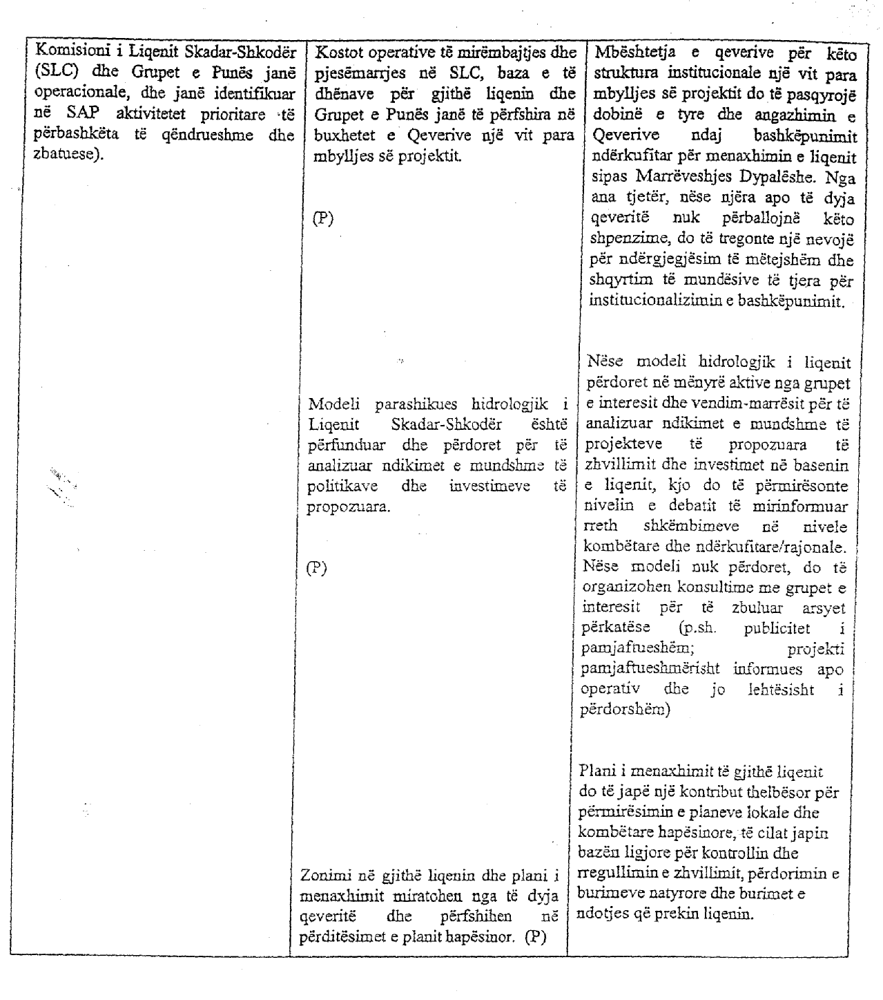 Komisioni i Liqenit Skadar-Shkodër
(SLC) dhe Grupet e Punës janë
operacionale, dhe janë identifikuar
në SAP aktivitetet prioritare të
përbashkëta të qëndrueshme dhe
zbatuese).
Kostot operative të mirëmbajtjes dhe
pjesëmarrjes në SLC, baza e të
dhënave për gjithë liqenin dhe
Grupet e Punës janë të përfshira në
buxhetet e Qeverive një vit para
mbylljes së projektit.
(P)
Modeli parashikues hidrologjik i
Liqenit Skadar-Shkodër është
përfunduar dhe përdoret për të
analizuar ndikimet e mundshme të
politikave dhe investimeve të
propozuara.
(P)
Zonimi në gjithë liqenin dhe plani i
menaxhimit miratohen nga të dyja
qeveritë dhe përfshihen në
përditësimet e planit hapësinor. (P)
Mbështetja e qeverive për këto
struktura institucionale një vit para
mbylljes së projektit do të pasqyrojë
dobinë e tyre dhe angazhimin e
Qeverive ndaj bashkëpunimit
ndërkufitar për menaxhimin e liqenit
sipas Marrëveshjes Dypalëshe. Nga
ana tjetër, nëse njëra apo të dyja
qeveritë nuk përballojnë këto
shpenzime, do të tregonte një nevojë
për ndërgjegjësim të mëtejshëm dhe
shqyrtim të mundësive të tjera për
institucionalizimin e bashkëpunimit.
Nëse modeli hidrologjik i liqenit
përdoret në mënyrë aktive nga grupet
e interesit dhe vendim-marrësit për të
analizuar ndikimet e mundshme të
projekteve të propozuara të
zhvillimit dhe investimet në basenin
e liqenit, kjo do të përmirësonte
nivelin e debatit të mirinformuar
rreth shkëmbimeve në nivele
kombëtare dhe ndërkufitare/rajonale.
Nëse modeli nuk përdoret, do të
organizohen konsultime me grupet e
interesit për të zbuluar arsyet
përkatëse (p.sh. publicitet i
pamjaftueshëm; projekti
pamjaftueshmërisht informues apo
operativ dhe jo lehtësisht i
përdorshëm)
Plani i menaxhimit të gjithë liqenit
do të japë një kontribut thelbësor për
përmirësimin e planeve lokale dhe
kombëtare hapësinore, të cilat japin
bazën ligjore për kontrollin dhe
rregullimin e zhvillimit, përdorimin e
burimeve natyrore dhe burimet e
ndotjes që prekin liqenin.